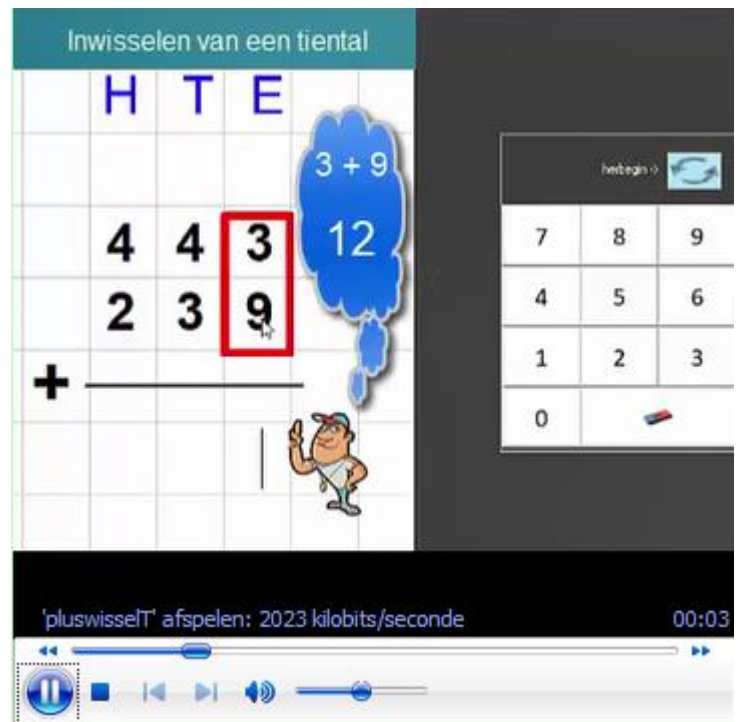 Inwisselen van een tiental
H T E
3 + 9
12
4 4 3
2 3 9
+
herbegin ->
7 8 9
4 5 6
1 2 3
0
'pluswisselT' afspelen: 2023 kilobits/seconde 00:03